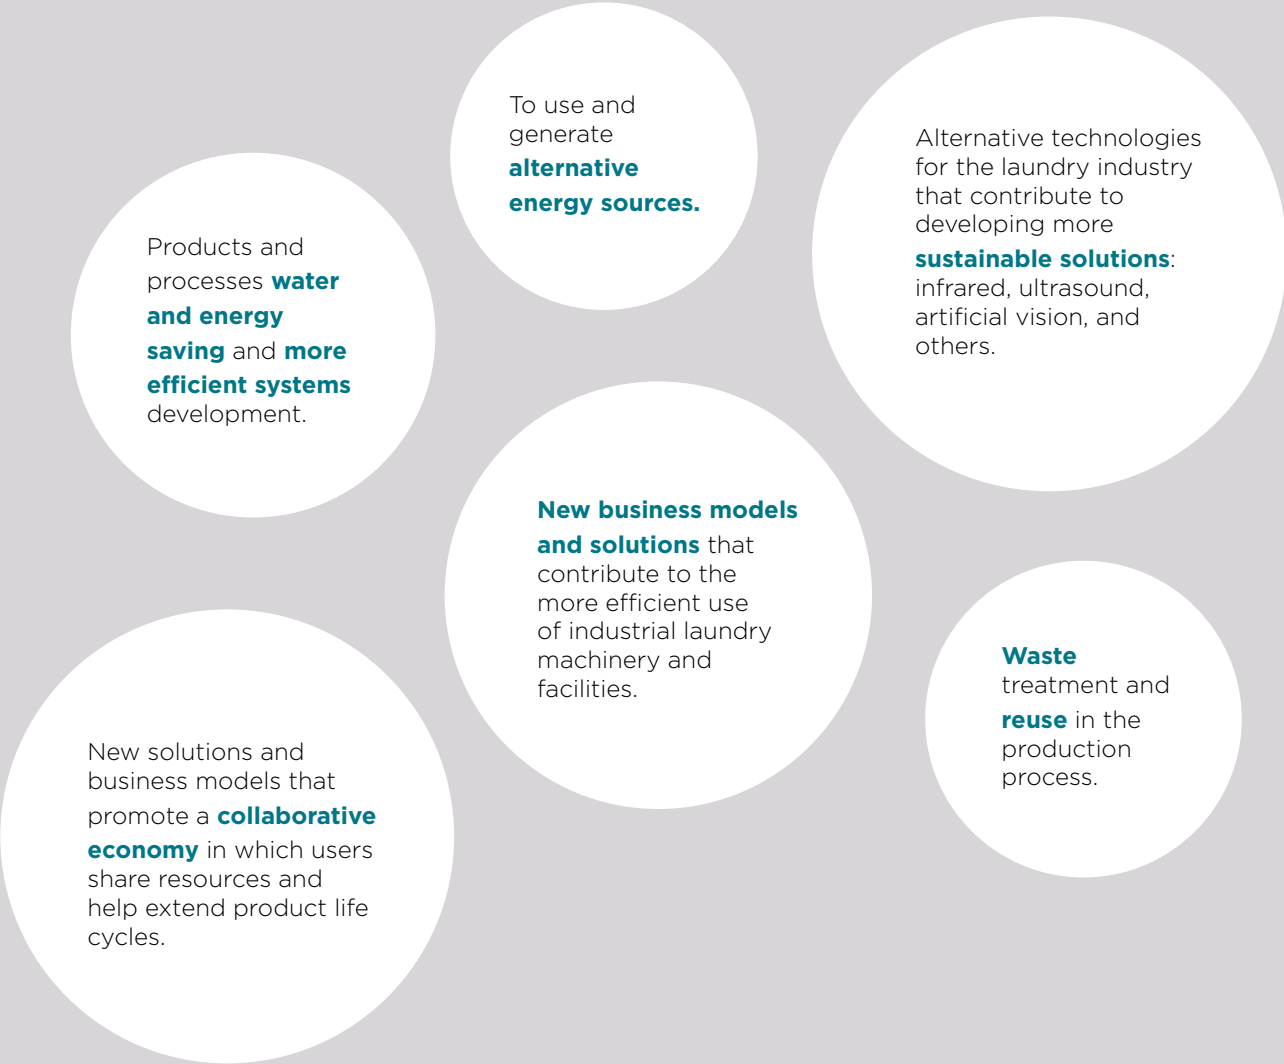 To use and
generate
alternative
energy sources.
Alternative technologies
for the laundry industry
that contribute to
developing more
sustainable solutions:
infrared, ultrasound,
artificial vision, and
others.
Products and
processes water
and energy
saving and more
efficient systems
development.
New business models
and solutions that
contribute to the
more efficient use
of industrial laundry
machinery and
facilities.
Waste
treatment and
reuse in the
production
process.
New solutions and
business models that
promote a collaborative
economy in which users
share resources and
help extend product life
cycles.